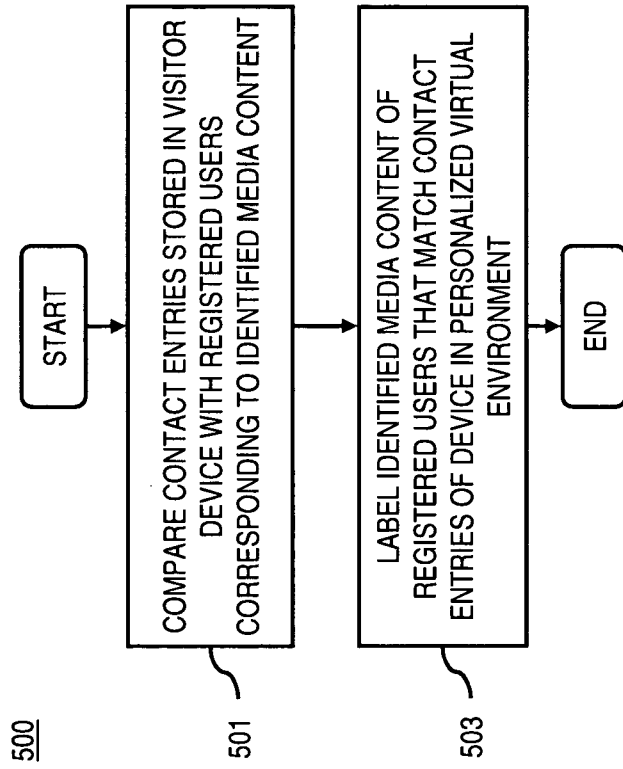 500
START
501
COMPARE CONTACT ENTRIES STORED IN VISITOR
DEVICE WITH REGISTERED USERS
CORRESPONDING TO IDENTIFIED MEDIA CONTENT
503
LABEL IDENTIFIED MEDIA CONTENT OF
REGISTERED USERS THAT MATCH CONTACT
ENTRIES OF DEVICE IN PERSONALIZED VIRTUAL
ENVIRONMENT
END